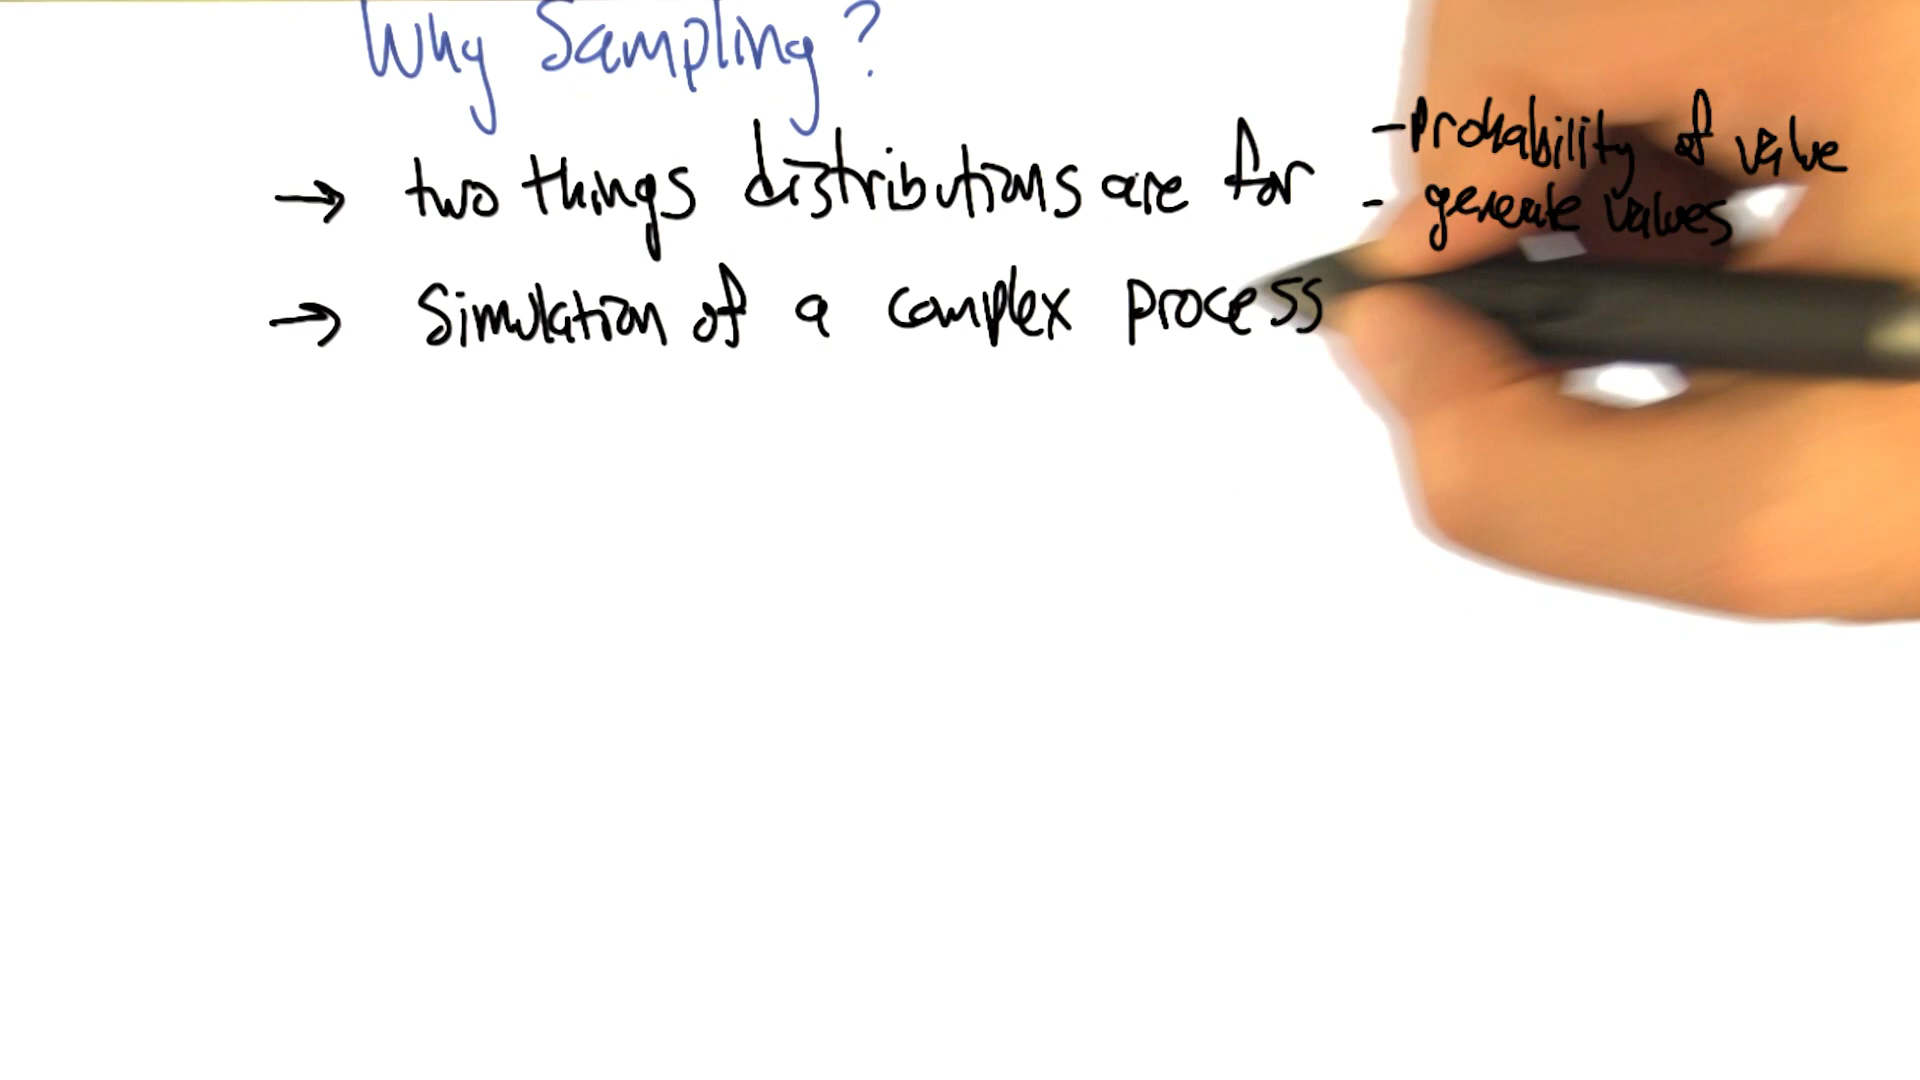 Why Sampling?
→ two things distributions are for
- Probability of value
- generate values
→ Simulation of a complex process